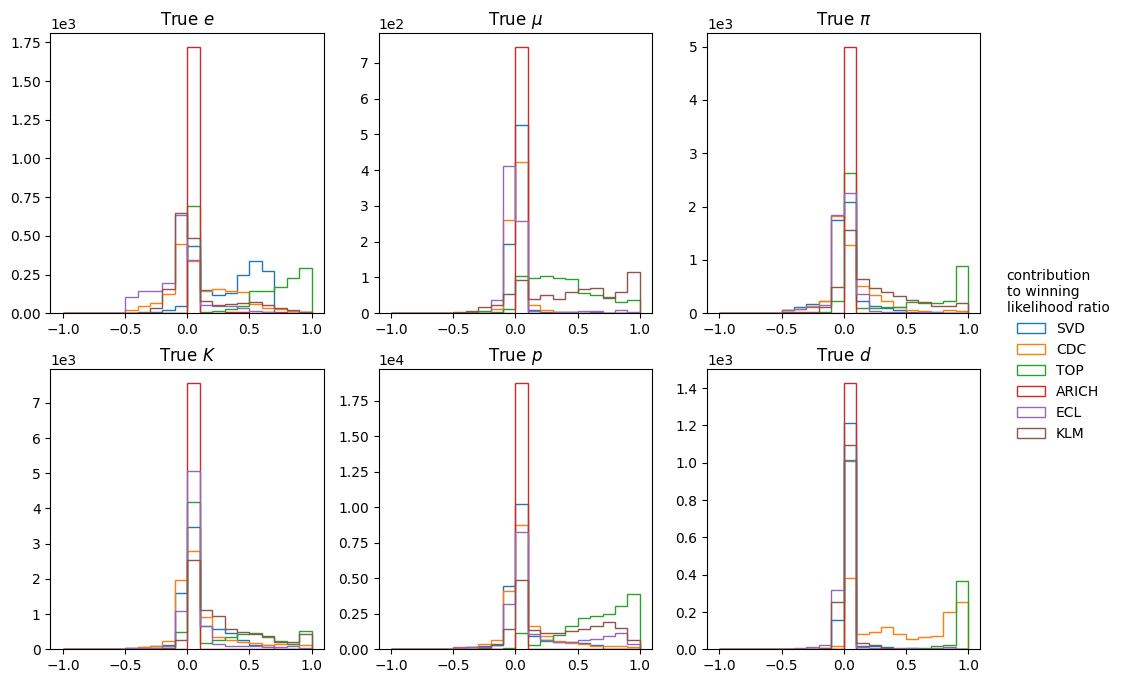 True e
1e3
1.75
1.50
1.25
1.00
0.75
0.50
0.25
0.00
−1.0 −0.5 0.0 0.5 1.0
True μ
1e2
7
6
5
4
3
2
1
0
−1.0 −0.5 0.0 0.5 1.0
True π
1e3
5
4
3
2
1
0
−1.0 −0.5 0.0 0.5 1.0
True K
1e3
7
6
5
4
3
2
1
0
−1.0 −0.5 0.0 0.5 1.0
True p
1e4
1.75
1.50
1.25
1.00
0.75
0.50
0.25
0.00
−1.0 −0.5 0.0 0.5 1.0
True d
1e3
1.4
1.2
1.0
0.8
0.6
0.4
0.2
0.0
−1.0 −0.5 0.0 0.5 1.0
contribution
to winning
likelihood ratio
SVD
CDC
TOP
ARICH
ECL
KLM